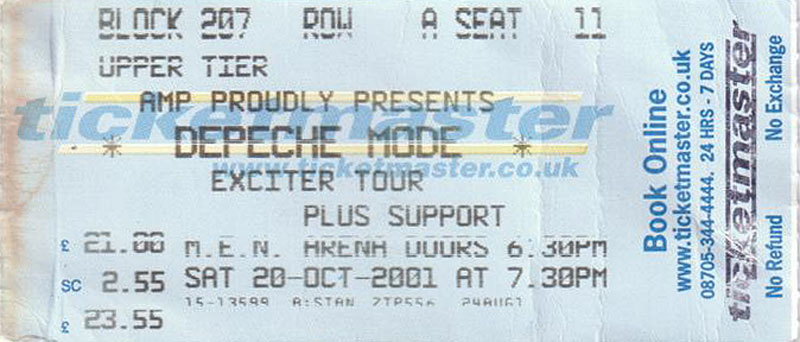 BLOCK 207 ROW A SEAT 11
UPPER TIER
AMP PROUDLY PRESENTS
ticketmaster
* DEPECHE MODE *
www.ticketmaster.co.uk
EXCITER TOUR
PLUS SUPPORT
£ 21.00 M.E.N. ARENA DOORS 6:30PM
SC 2.55 SAT 20-OCT-2001 AT 7.30PM
15-13599
£ 23.55
Book Online
www.ticketmaster.co.uk
08705-344-4444. 24 HRS - 7 DAYS
ticketmaster
No Refund No Exchange